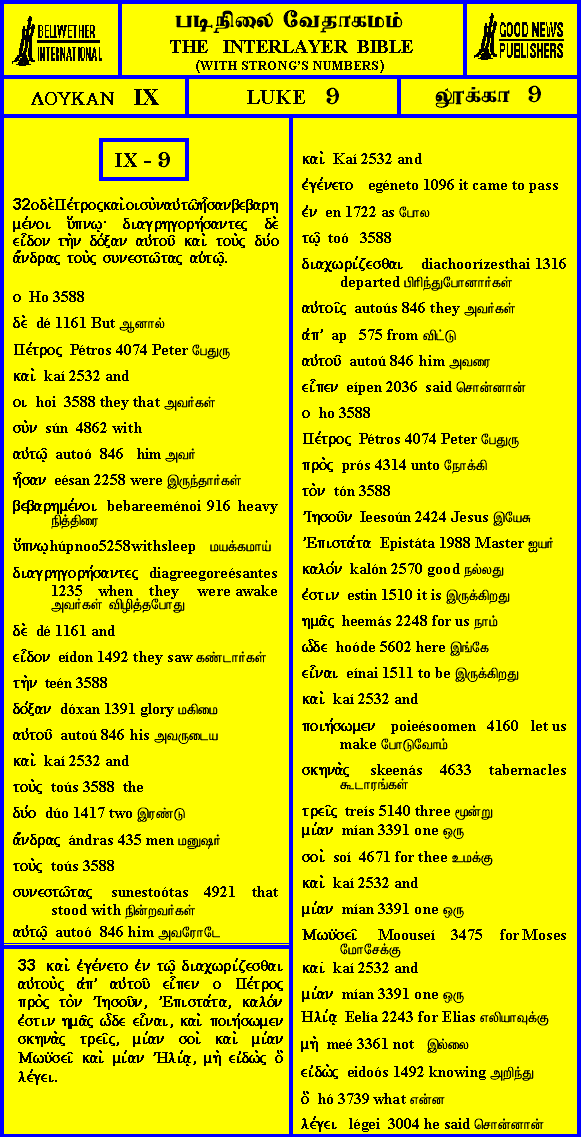 BELLWETHER
INTERNATIONAL
படிநிலை வேதாகமம்
THE INTERLAYER BIBLE
(WITH STRONG'S NUMBERS)
GOOD NEWS
PUBLISHERS
ΛΟΥΚΑΝ IX
LUKE 9
லூக்கா 9
IX - 9
32οδὲΠέτροςκαὶοισὺναυτῶῆσανβεβαρη
μένοι ὕπνῳ· διαγρηγορήσαντες δὲ
εἶδον τὴν δόξαν αὐτοῦ καὶ τοὺς δύο
ἄνδρας τοὺς συνεστῶτας αὐτῷ.
ο Ho 3588
δὲ dé 1161 But ஆனால்
Πέτρος Pétros 4074 Peter பேதுரு
καὶ kaí 2532 and
οι hoi 3588 they that அவர்கள்
σὺν sún 4862 with
αυτῷ autoó 846 him அவர்
ῆσαν eésan 2258 were இருந்தார்கள்
βεβαρημένοι bebareeménoi 916 heavy
நித்திரை
ὕπνῳ húpnoo5258withsleep மயக்கமாய்
διαγρηγορήσαντες diagreegoreésantes
1235 when they were awake
அவர்கள் விழித்தபோது
δὲ dé 1161 and
εἶδον eídon 1492 they saw கண்டார்கள்
τὴν teén 3588
δόξαν dóxan 1391 glory மகிமை
αὐτοῦ autoú 846 his அவருடைய
καὶ kaí 2532 and
τοὺς toús 3588 the
δύο dúo 1417 two இரண்டு
ἄνδρας ándras 435 men மனுஷர்
τοὺς toús 3588
συνεστῶτας sunestoótas 4921 that
stood with நின்றவர்கள்
αὐτῷ autoó 846 him அவரோடே
33 καὶ ἐγένετο ἐν τῷ διαχωρίζεσθαι
αὐτοὺς ἀπ' αὐτοῦ εἶπεν ο Πέτρος
πρὸς τὸν Ἰησοῦν, Ἐπιστάτα, καλόν
ἐστιν ημᾶς ὧδε εἶναι, καὶ ποιήσωμεν
σκηνὰς τρεῖς, μίαν σοὶ καὶ μίαν
Μωϋσεῖ καὶ μίαν Ἠλίᾳ, μὴ εἰδὼς ὃ
λέγει.
καὶ Kaí 2532 and
ἐγένετο egéneto 1096 it came to pass
ἐν en 1722 as போல
τῷ toó 3588
διαχωρίζεσθαι diachoorízesthai 1316
departed பிரிந்துபோனார்கள்
αὐτοῖς autoús 846 they அவர்கள்
ἀπ' ap 575 from விட்டு
αὐτοῦ autoú 846 him அவரை
εἶπεν eípen 2036 said சொன்னான்
ο ho 3588
Πέτρος Pétros 4074 Peter பேதுரு
πρὸς prós 4314 unto நோக்கி
τὸν tón 3588
Ἰησοῦν Ieesoún 2424 Jesus இயேசு
Ἐπιστάτα Epistáta 1988 Master ஐயர்
καλόν kalón 2570 good நல்லது
ἐστιν estin 1510 it is இருக்கிறது
ημᾶς heemás 2248 for us நாம்
ὧδε hoóde 5602 here இங்கே
εἶναι eínai 1511 to be இருக்கிறது
καὶ kaí 2532 and
ποιήσωμεν poieésoomen 4160 let us
make போடுவோம்
σκηνὰς skeenás 4633 tabernacles
கூடாரங்கள்
τρεῖς treís 5140 three மூன்று
μίαν mían 3391 one ஒரு
σοὶ soí 4671 for thee உமக்கு
καὶ kaí 2532 and
μίαν mían 3391 one ஒரு
Μωϋσεῖ Moouseí 3475 for Moses
மோசேக்கு
καὶ kaí 2532 and
μίαν mían 3391 one ஒரு
Ηλίᾳ Eelía 2243 for Elias எலியாவுக்கு
μὴ meé 3361 not இல்லை
εἰδὼς eidoós 1492 knowing அறிந்து
ὃ hó 3739 what என்ன
λέγει légei 3004 he said சொன்னான்